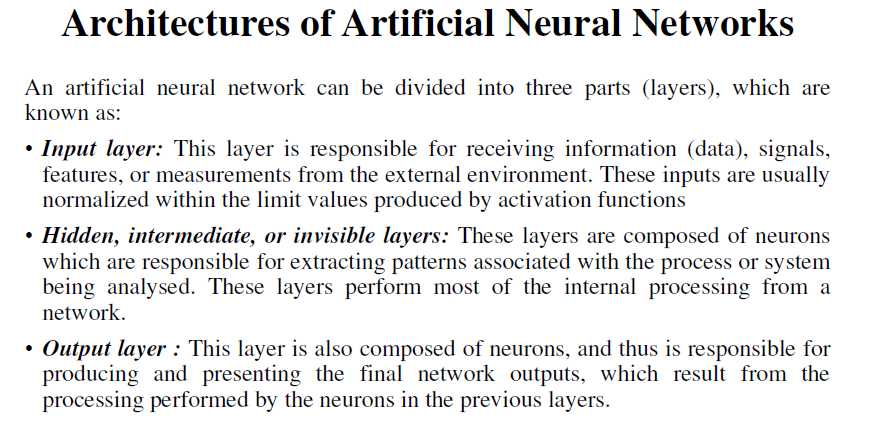 Architectures of Artificial Neural Networks
An artificial neural network can be divided into three parts (layers), which are
known as:
• Input layer: This layer is responsible for receiving information (data), signals,
features, or measurements from the external environment. These inputs are usually
normalized within the limit values produced by activation functions
• Hidden, intermediate, or invisible layers: These layers are composed of neurons
which are responsible for extracting patterns associated with the process or system
being analysed. These layers perform most of the internal processing from a
network.
• Output layer : This layer is also composed of neurons, and thus is responsible for
producing and presenting the final network outputs, which result from the
processing performed by the neurons in the previous layers.